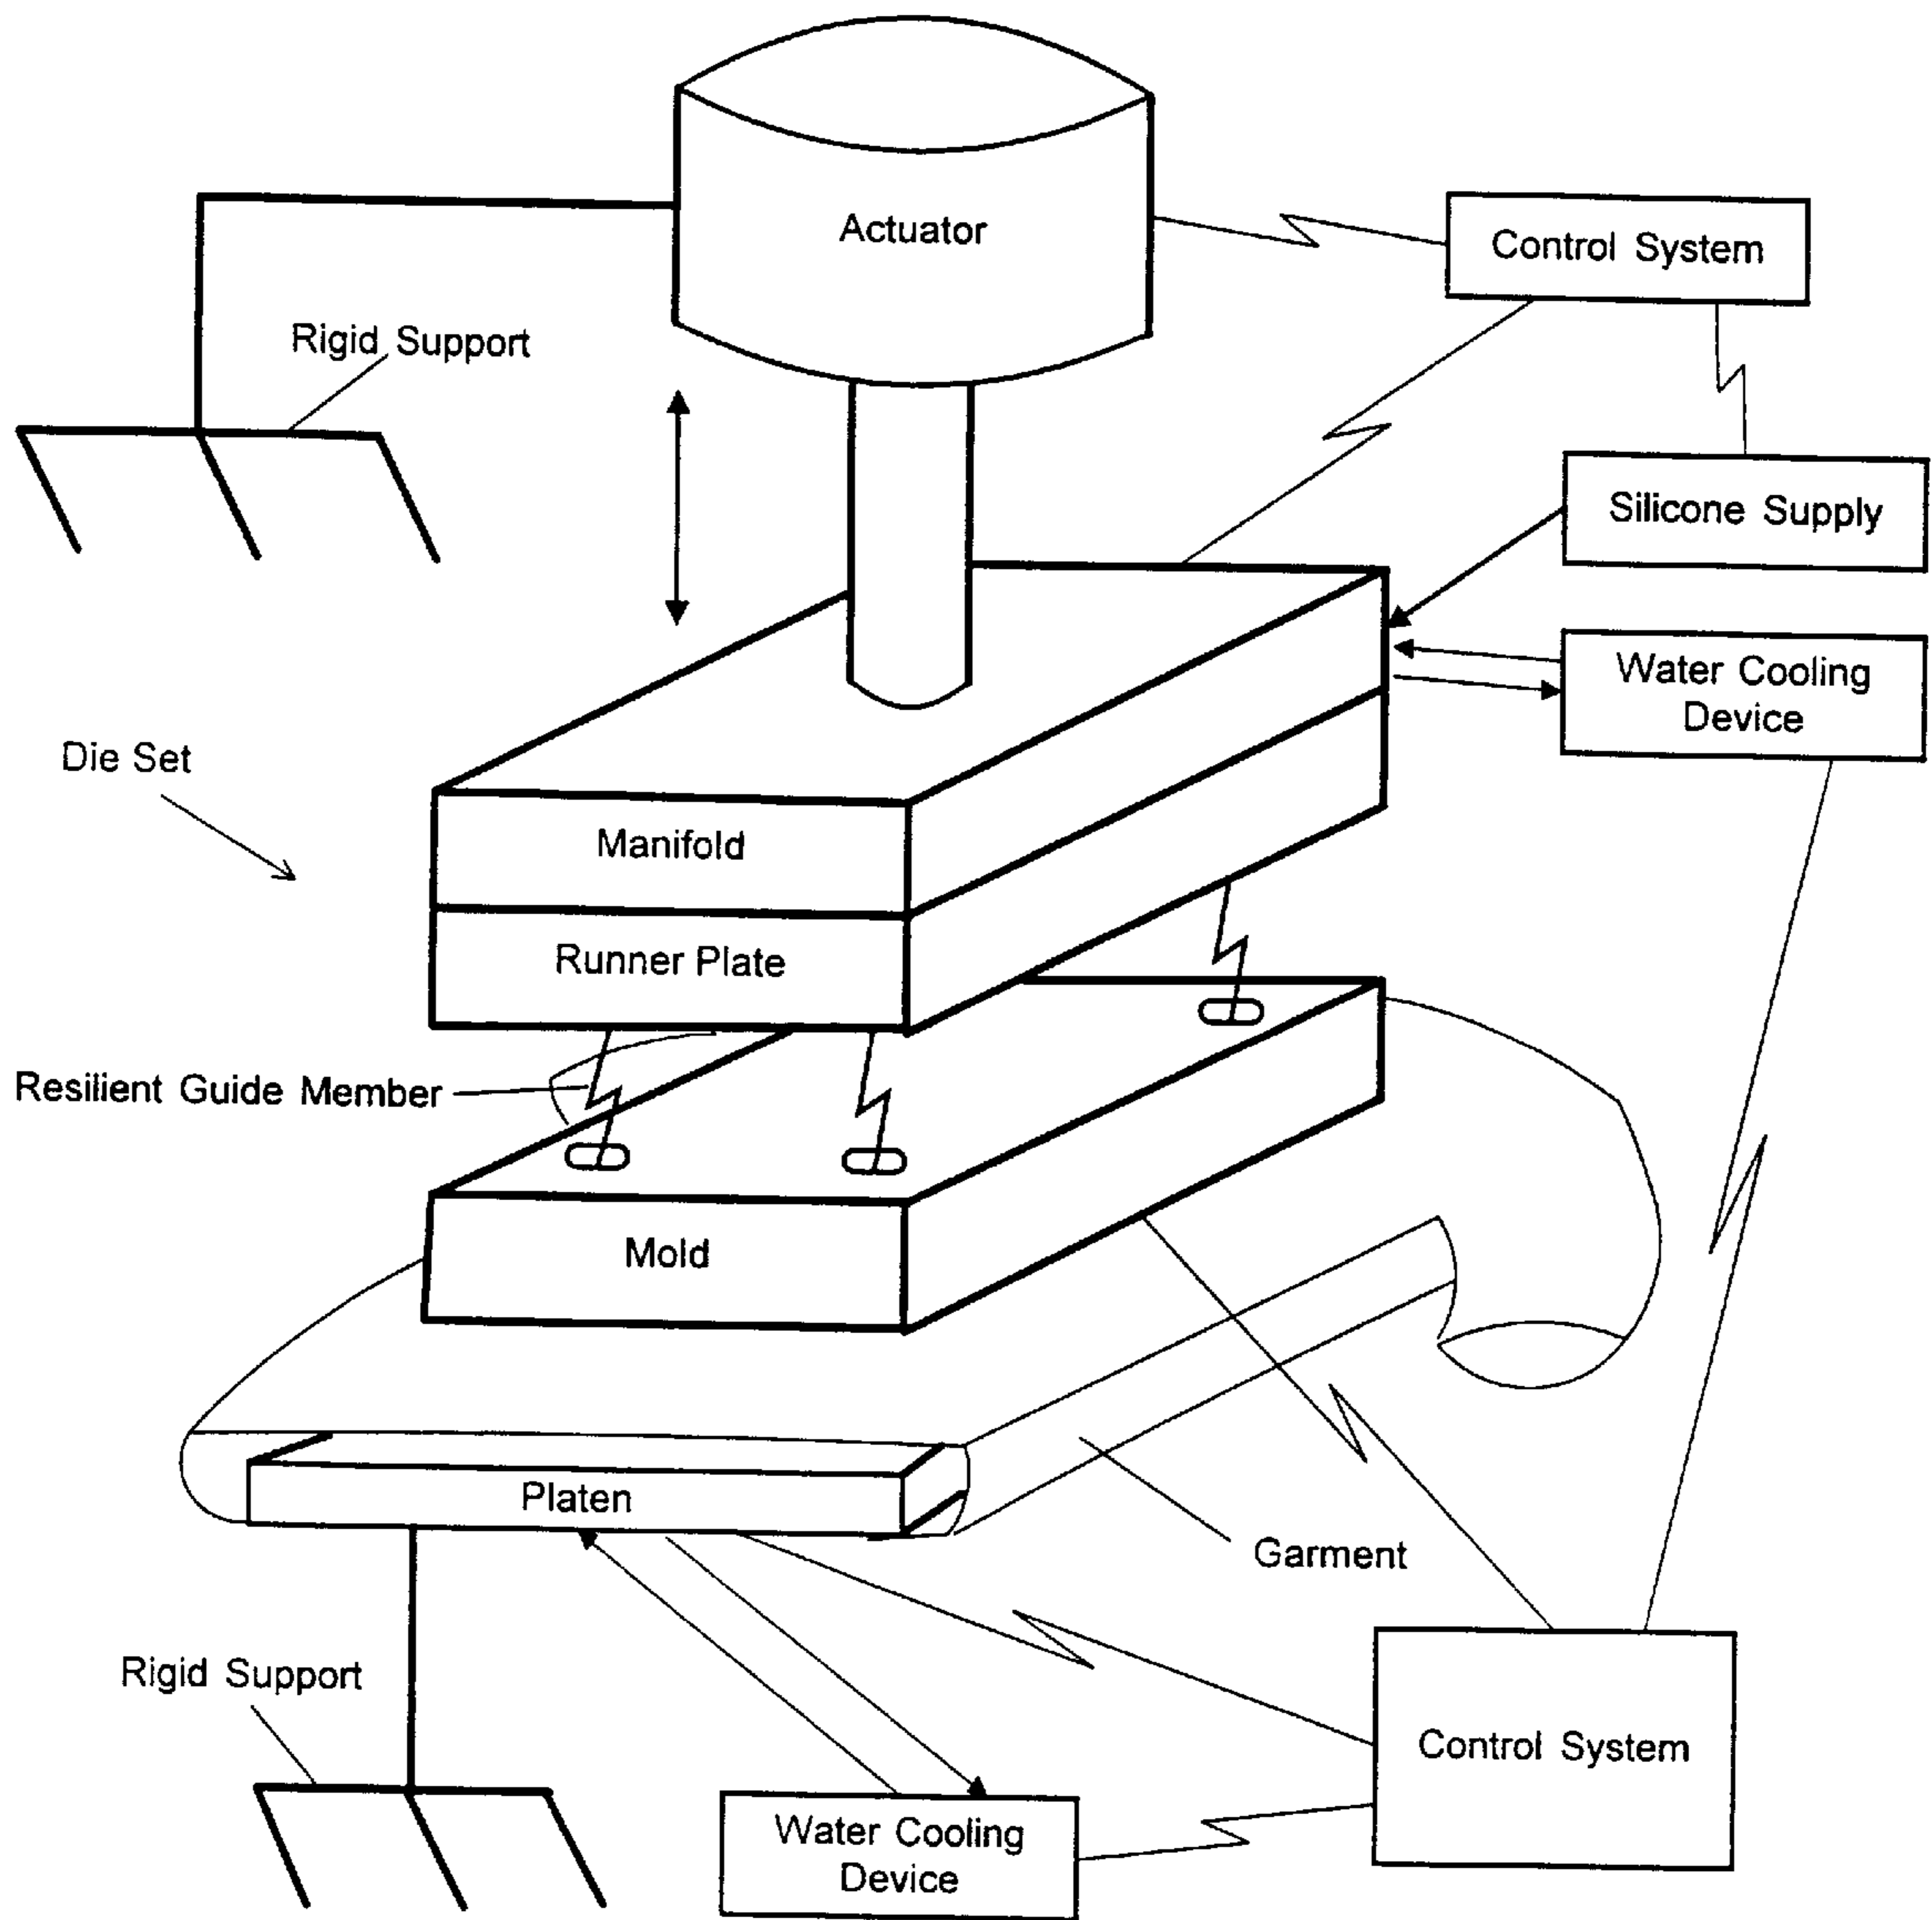 Actuator
Control System
Rigid Support
Silicone Supply
Water Cooling
Device
Die Set
Manifold
Runner Plate
Resilient Guide Member
Mold
Platen
Garment
Rigid Support
Control System
Water Cooling
Device